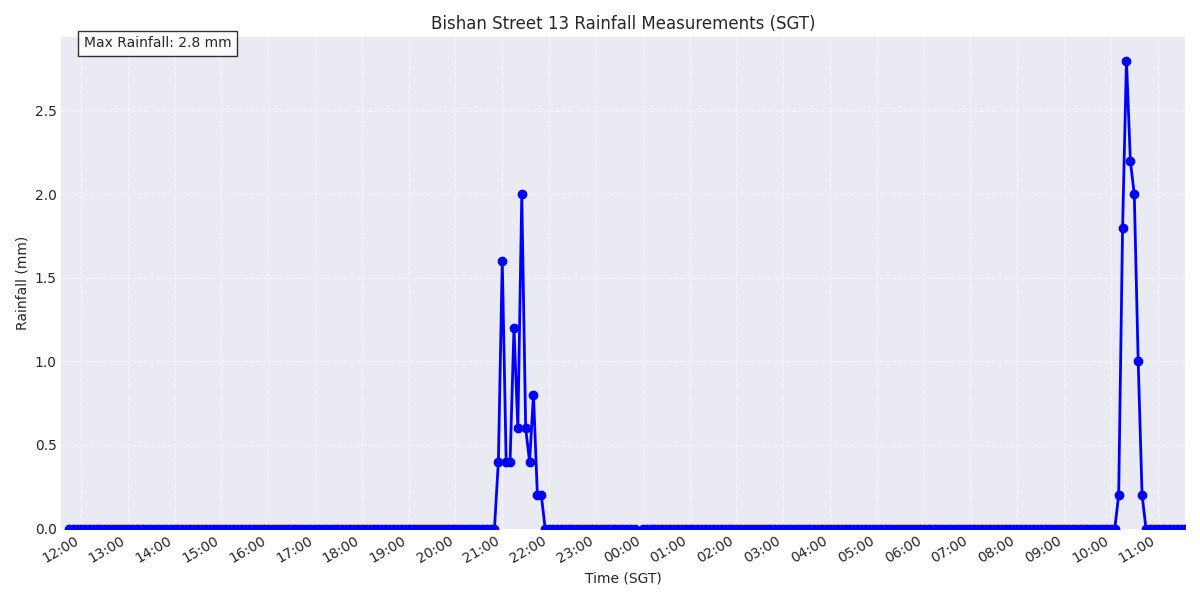 Bishan Street 13 Rainfall Measurements (SGT)
Max Rainfall: 2.8 mm
2.5
2.0
1.5
1.0
0.5
0.0
Rainfall (mm)
12:00 13:00 14:00 15:00 16:00 17:00 18:00 19:00 20:00 21:00 22:00 23:00 00:00 01:00 02:00 03:00 04:00 05:00 06:00 07:00 08:00 09:00 10:00 11:00
Time (SGT)